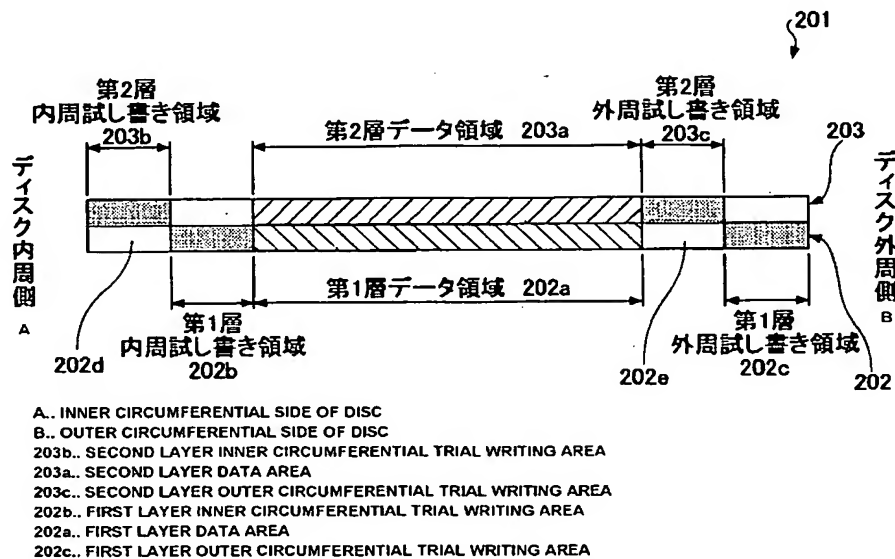 201
第2層
内周試し書き領域
203b
第2層データ領域 203a
第2層
外周試し書き領域
203c
203
ディスク内周側
A
ディスク外周側
B
第1層データ領域 202a
202d
第1層
内周試し書き領域
202b
202e
第1層
外周試し書き領域
202c
202
A.. INNER CIRCUMFERENTIAL SIDE OF DISC
B.. OUTER CIRCUMFERENTIAL SIDE OF DISC
203b.. SECOND LAYER INNER CIRCUMFERENTIAL TRIAL WRITING AREA
203a.. SECOND LAYER DATA AREA
203c.. SECOND LAYER OUTER CIRCUMFERENTIAL TRIAL WRITING AREA
202b.. FIRST LAYER INNER CIRCUMFERENTIAL TRIAL WRITING AREA
202a.. FIRST LAYER DATA AREA
202c.. FIRST LAYER OUTER CIRCUMFERENTIAL TRIAL WRITING AREA